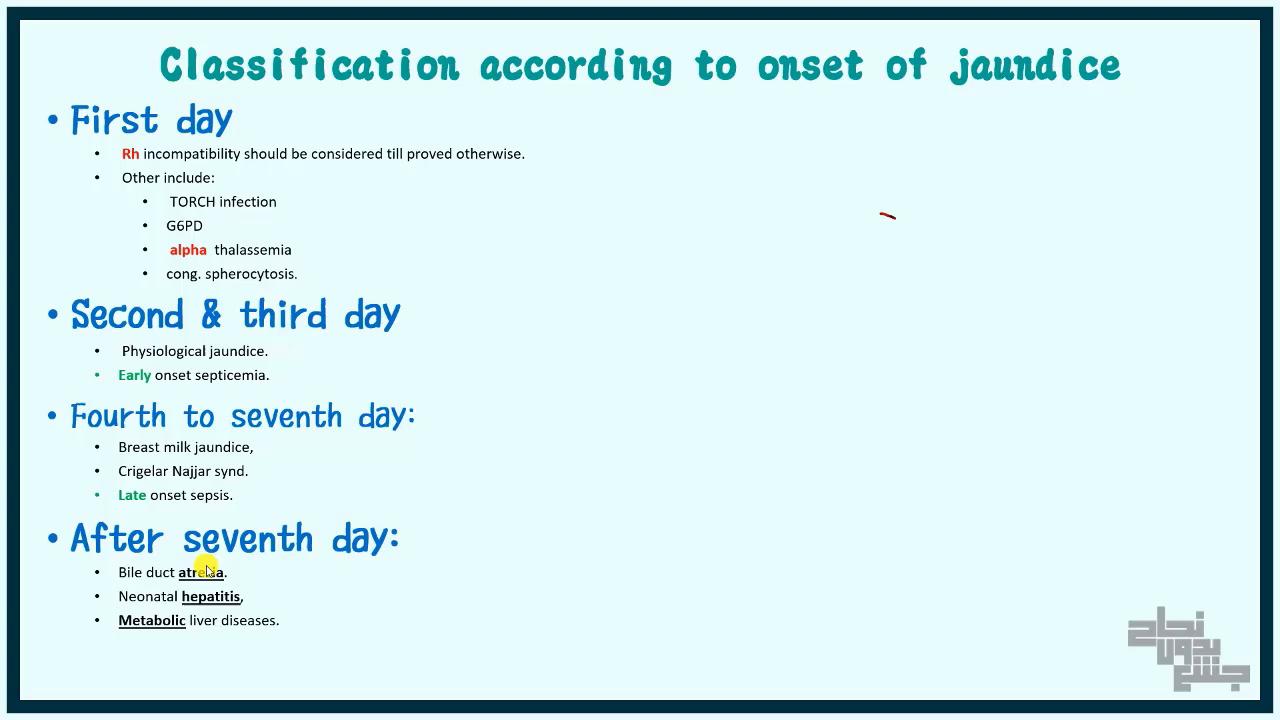 Classification according to onset of jaundice
• First day
• Rh incompatibility should be considered till proved otherwise.
• Other include:
• TORCH infection
• G6PD
• alpha thalassemia
• cong. spherocytosis.
• Second & third day
• Physiological jaundice.
• Early onset septicemia.
• Fourth to seventh day:
• Breast milk jaundice,
• Crigelar Najjar synd.
• Late onset sepsis.
• After seventh day:
• Bile duct atresia.
• Neonatal hepatitis,
• Metabolic liver diseases.
نجاح
بدون
جشع